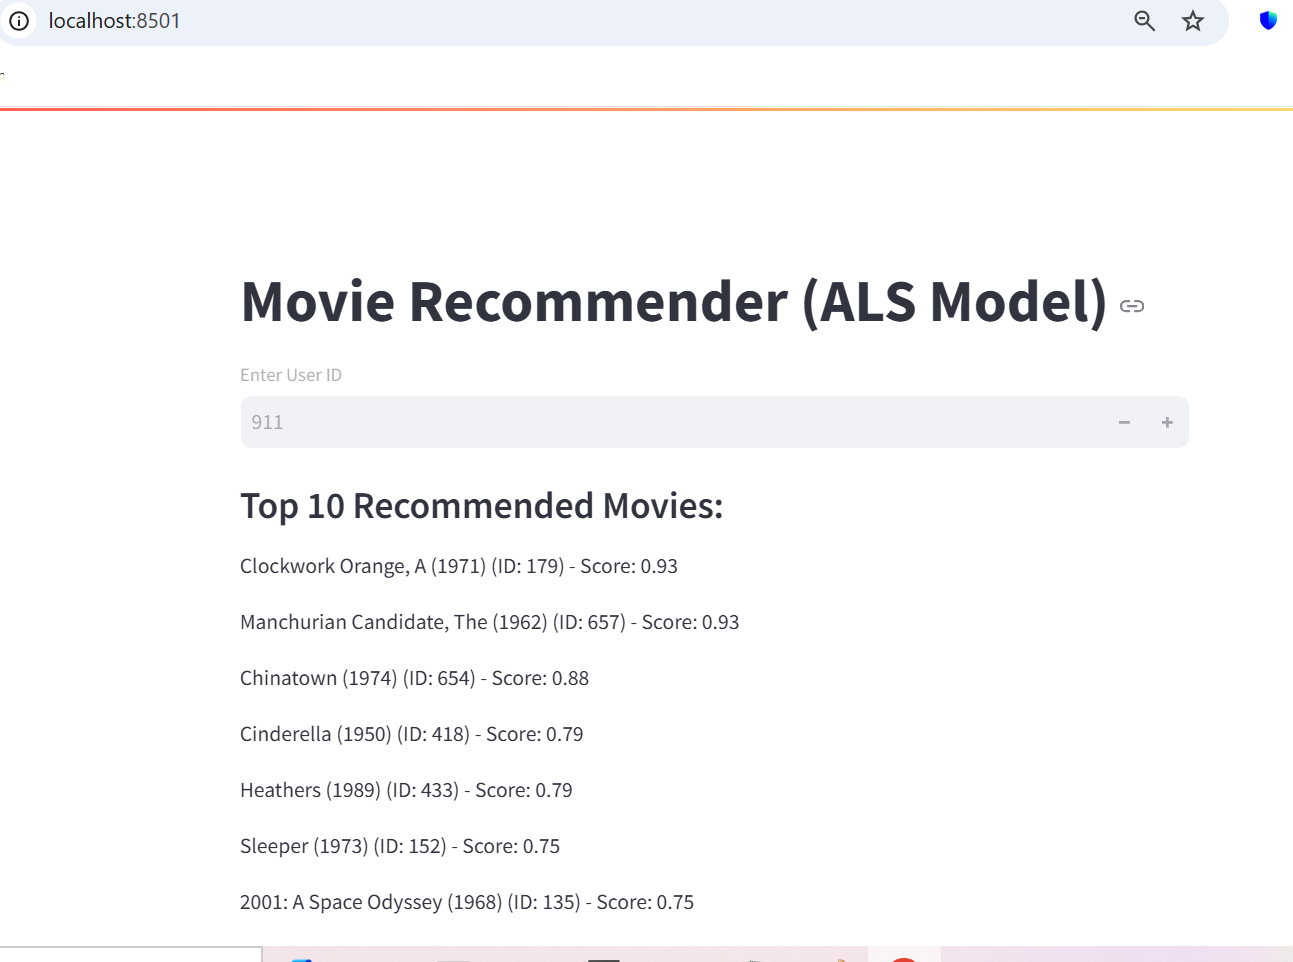 localhost:8501
Movie Recommender (ALS Model)
Enter User ID
911
Top 10 Recommended Movies:
Clockwork Orange, A (1971) (ID: 179) - Score: 0.93
Manchurian Candidate, The (1962) (ID: 657) - Score: 0.93
Chinatown (1974) (ID: 654) - Score: 0.88
Cinderella (1950) (ID: 418) - Score: 0.79
Heathers (1989) (ID: 433) - Score: 0.79
Sleeper (1973) (ID: 152) - Score: 0.75
2001: A Space Odyssey (1968) (ID: 135) - Score: 0.75